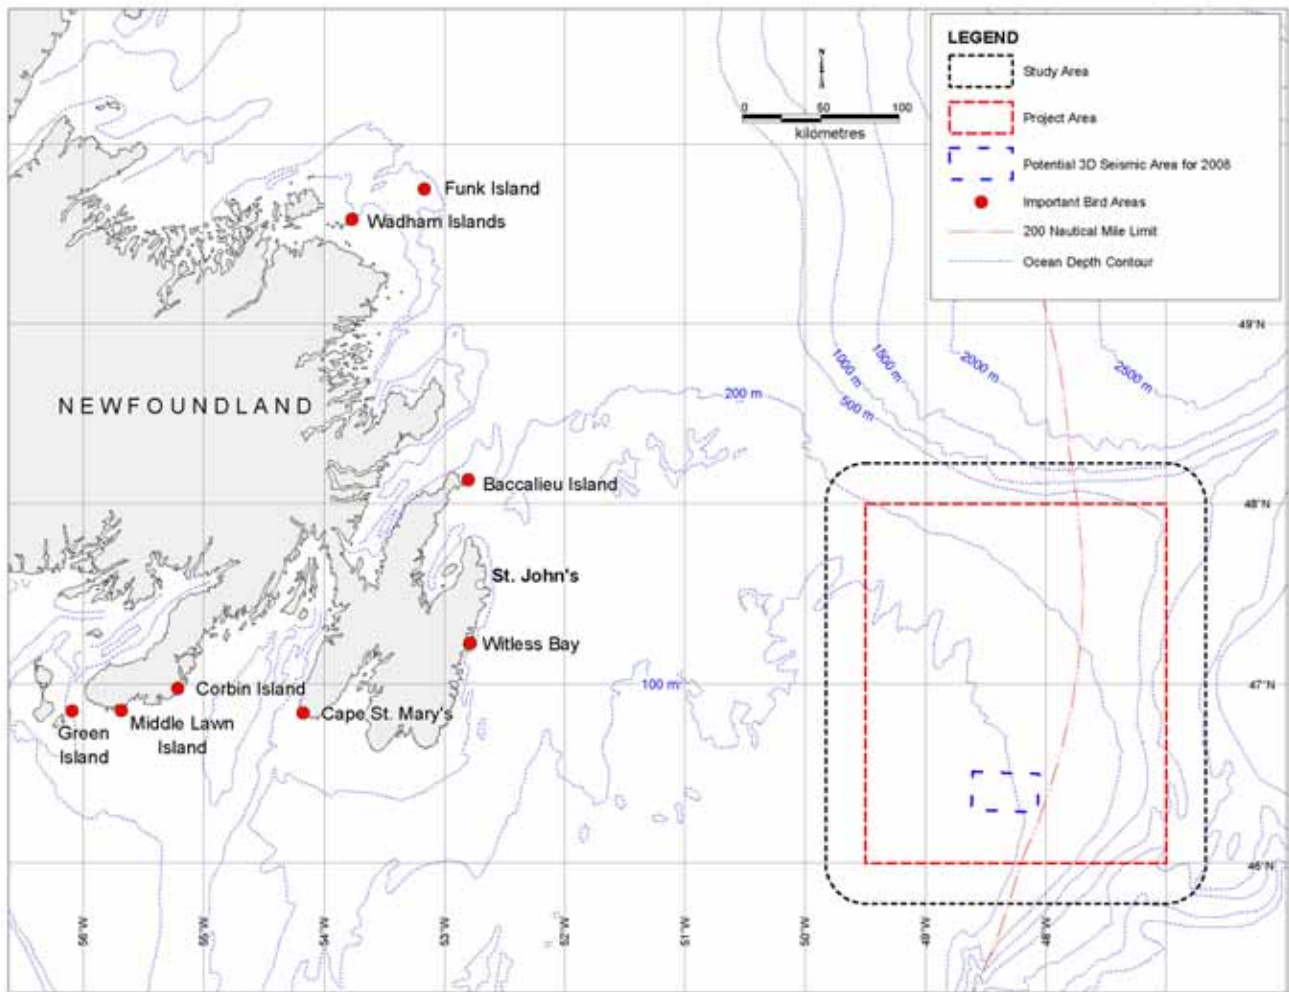 LEGEND
Study Area
Project Area
Potential 3D Seismic Area for 2008
Important Bird Areas
200 Nautical Mile Limit
Ocean Depth Contour
N
0 50 100
kilometres
Funk Island
Wadham Islands
49°N
1000 m
1500 m
2000 m
2500 m
500 m
200 m
NEWFOUNDLAND
Baccalieu Island
48°N
St. John's
Witless Bay
47°N
100 m
Corbin Island
Cape St. Mary's
Green
Island
Middle Lawn
Island
46°N
56°W
55°W
54°W
53°W
52°W
51°W
50°W
49°W
48°W